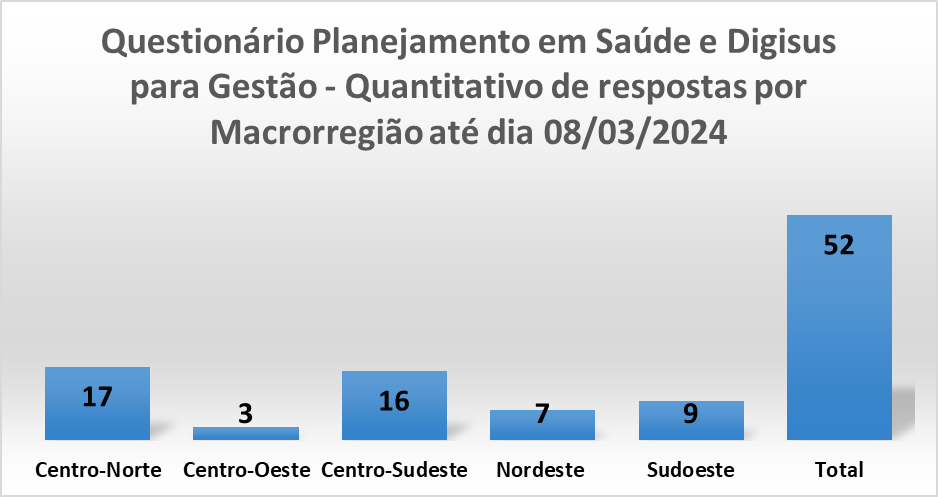 Questionário Planejamento em Saúde e Digisus
para Gestão - Quantitativo de respostas por
Macrorregião até dia 08/03/2024
52
17
3
16
7
9
Centro-Norte Centro-Oeste Centro-Sudeste Nordeste Sudoeste Total